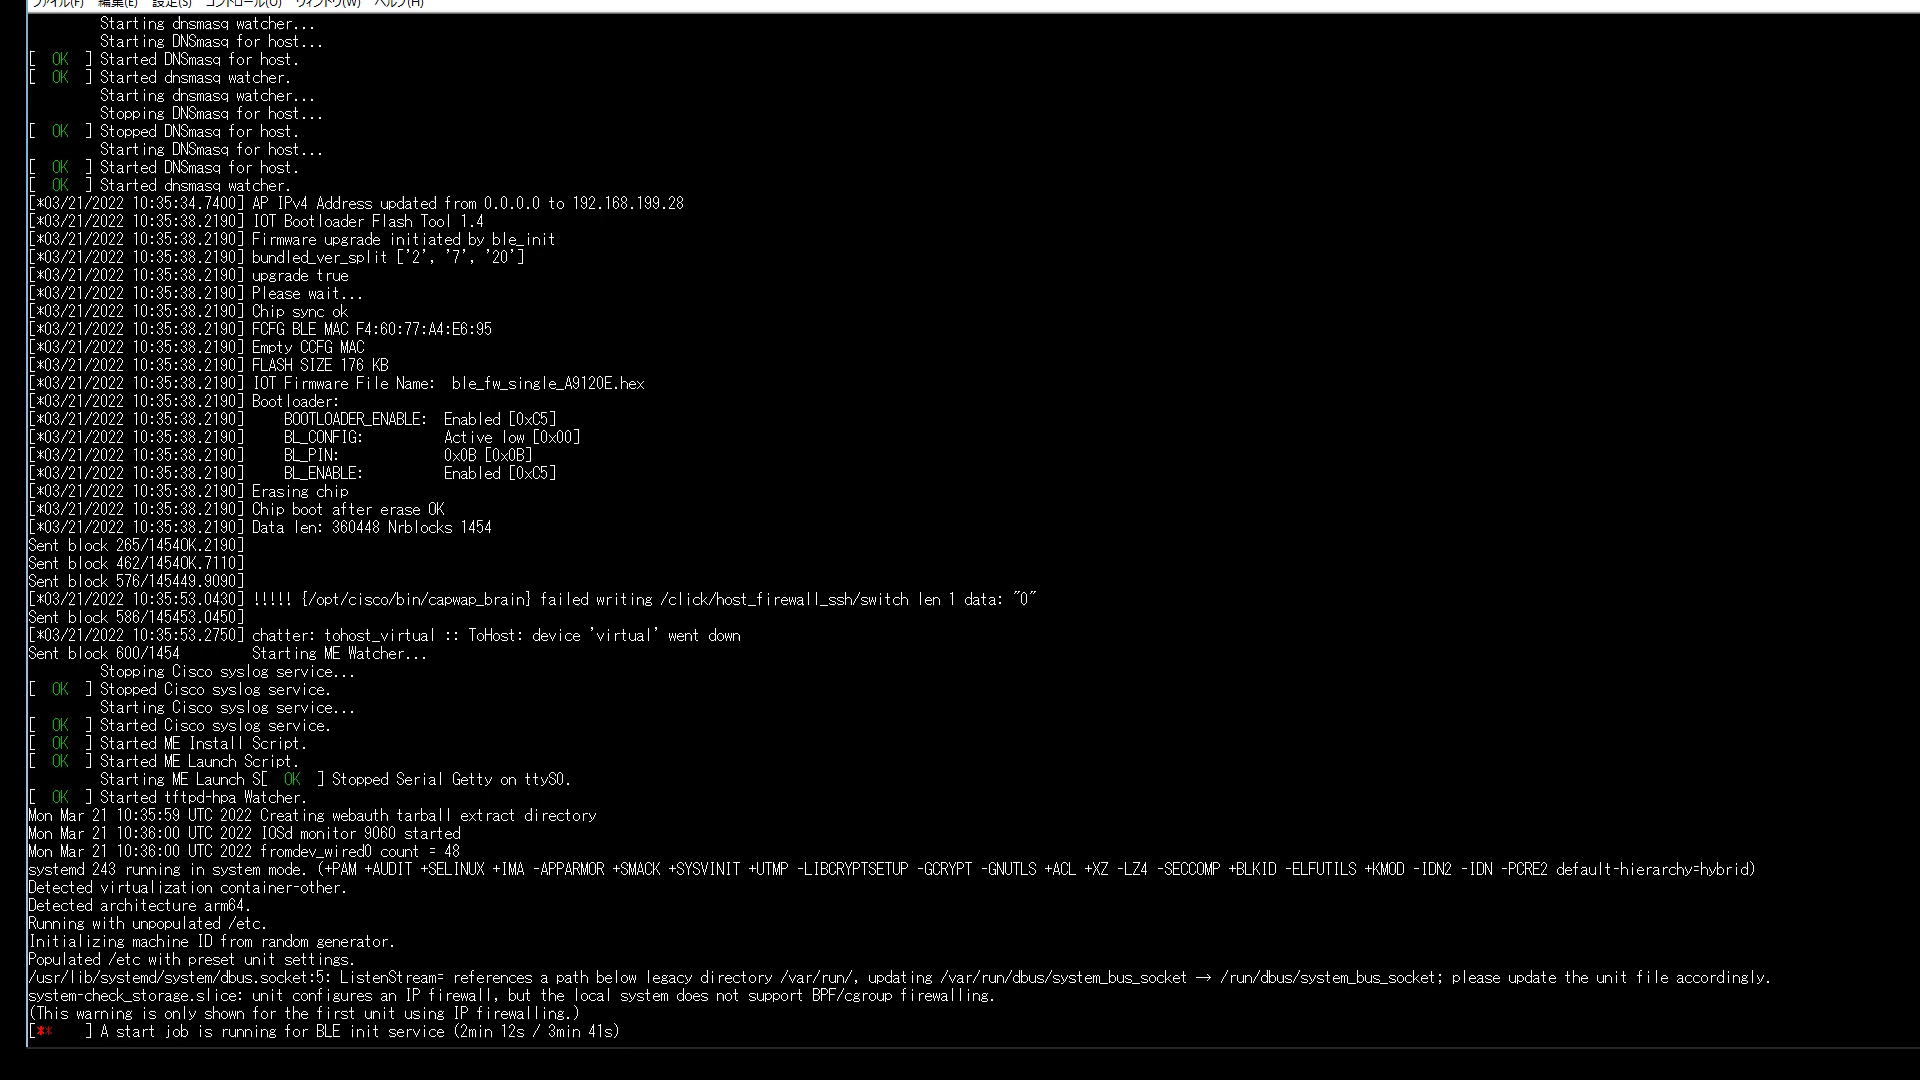 ファイル(F) 編集(E) 設定(S) コントロール(O) ウィンドウ(W) ヘルプ(H)
Starting dnsmasq watcher...
Starting DNSmasq for host...
[ OK ] Started DNSmasq for host.
[ OK ] Started dnsmasq watcher.
Starting dnsmasq watcher...
Stopping DNSmasq for host...
[ OK ] Stopped DNSmasq for host.
Starting DNSmasq for host...
[ OK ] Started DNSmasq for host.
[ OK ] Started dnsmasq watcher.
[*03/21/2022 10:35:34.7400] AP IPv4 Address updated from 0.0.0.0 to 192.168.199.28
[*03/21/2022 10:35:38.2190] IOT Bootloader Flash Tool 1.4
[*03/21/2022 10:35:38.2190] Firmware upgrade initiated by ble_init
[*03/21/2022 10:35:38.2190] bundled_ver_split ['2', '7', '20']
[*03/21/2022 10:35:38.2190] upgrade true
[*03/21/2022 10:35:38.2190] Please wait...
[*03/21/2022 10:35:38.2190] Chip sync ok
[*03/21/2022 10:35:38.2190] FCFG BLE MAC F4:60:77:A4:E6:95
[*03/21/2022 10:35:38.2190] Empty CCFG MAC
[*03/21/2022 10:35:38.2190] FLASH SIZE 176 KB
[*03/21/2022 10:35:38.2190] IOT Firmware File Name:  ble_fw_single_A9120E.hex
[*03/21/2022 10:35:38.2190] Bootloader:
[*03/21/2022 10:35:38.2190]     BOOTLOADER_ENABLE:  Enabled [0xC5]
[*03/21/2022 10:35:38.2190]     BL_CONFIG:          Active low [0x00]
[*03/21/2022 10:35:38.2190]     BL_PIN:             0x0B [0x0B]
[*03/21/2022 10:35:38.2190]     BL_ENABLE:          Enabled [0xC5]
[*03/21/2022 10:35:38.2190] Erasing chip
[*03/21/2022 10:35:38.2190] Chip boot after erase OK
[*03/21/2022 10:35:38.2190] Data len: 360448 Nrblocks 1454
Sent block 265/1454OK.2190]
Sent block 462/1454OK.7110]
Sent block 576/145449.9090]
[*03/21/2022 10:35:53.0430] !!!!! {/opt/cisco/bin/capwap_brain} failed writing /click/host_firewall_ssh/switch len 1 data: "0"
Sent block 586/145453.0450]
[*03/21/2022 10:35:53.2750] chatter: tohost_virtual :: ToHost: device 'virtual' went down
Sent block 600/1454         Starting ME Watcher...
Stopping Cisco syslog service...
[ OK ] Stopped Cisco syslog service.
Starting Cisco syslog service...
[ OK ] Started Cisco syslog service.
[ OK ] Started ME Install Script.
[ OK ] Started ME Launch Script.
Starting ME Launch S[ OK ] Stopped Serial Getty on ttyS0.
[ OK ] Started tftpd-hpa Watcher.
Mon Mar 21 10:35:59 UTC 2022 Creating webauth tarball extract directory
Mon Mar 21 10:36:00 UTC 2022 IOSd monitor 9060 started
Mon Mar 21 10:36:00 UTC 2022 fromdev_wired0 count = 48
systemd 243 running in system mode. (+PAM +AUDIT +SELINUX +IMA -APPARMOR +SMACK +SYSVINIT +UTMP -LIBCRYPTSETUP -GCRYPT -GNUTLS +ACL +XZ -LZ4 -SECCOMP +BLKID -ELFUTILS +KMOD -IDN2 -IDN -PCRE2 default-hierarchy=hybrid)
Detected virtualization container-other.
Detected architecture arm64.
Running with unpopulated /etc.
Initializing machine ID from random generator.
Populated /etc with preset unit settings.
/usr/lib/systemd/system/dbus.socket:5: ListenStream= references a path below legacy directory /var/run/, updating /var/run/dbus/system_bus_socket → /run/dbus/system_bus_socket; please update the unit file accordingly.
system-check_storage.slice: unit configures an IP firewall, but the local system does not support BPF/cgroup firewalling.
(This warning is only shown for the first unit using IP firewalling.)
[**    ] A start job is running for BLE init service (2min 12s / 3min 41s)